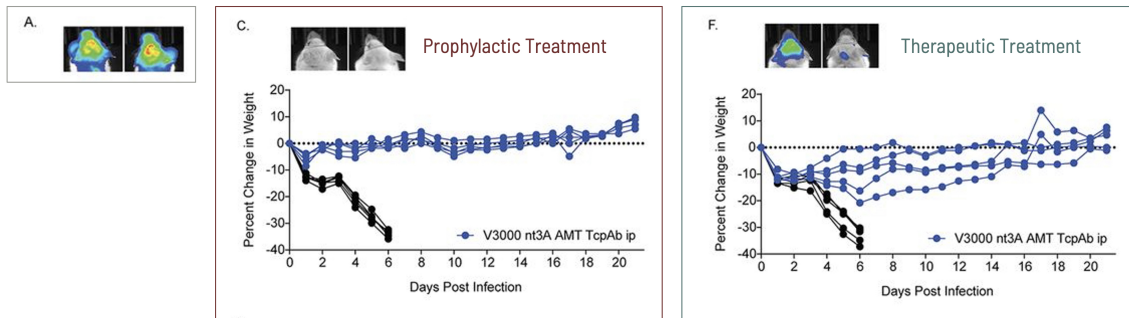 A.
C.
Prophylactic Treatment
Percent Change in Weight
20
10
0
-10
-20
-30
-40
V3000 nt3A AMT TcpAb ip
0 2 4 6 8 10 12 14 16 18 20
Days Post Infection
F.
Therapeutic Treatment
Percent Change in Weight
20
10
0
-10
-20
-30
-40
V3000 nt3A AMT TcpAb ip
0 2 4 6 8 10 12 14 16 18 20
Days Post Infection